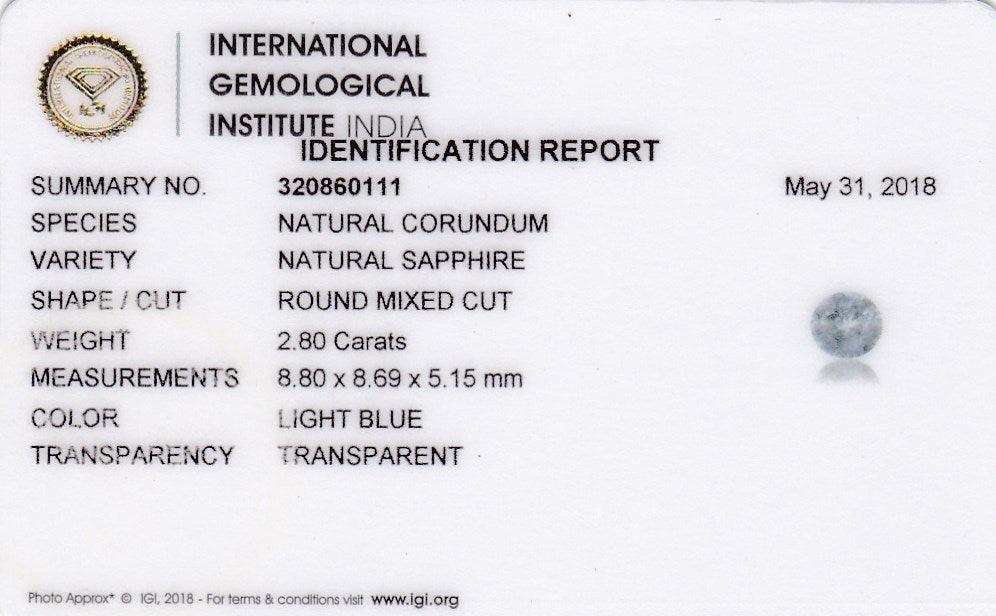 INTERNATIONAL
GEMOLOGICAL
INSTITUTE INDIA
IDENTIFICATION REPORT
SUMMARY NO. 320860111 May 31, 2018
SPECIES NATURAL CORUNDUM
VARIETY NATURAL SAPPHIRE
SHAPE / CUT ROUND MIXED CUT
WEIGHT 2.80 Carats
MEASUREMENTS 8.80 x 8.69 x 5.15 mm
COLOR LIGHT BLUE
TRANSPARENCY TRANSPARENT
Photo Approx* © IGI, 2018 - For terms & conditions visit www.igi.org